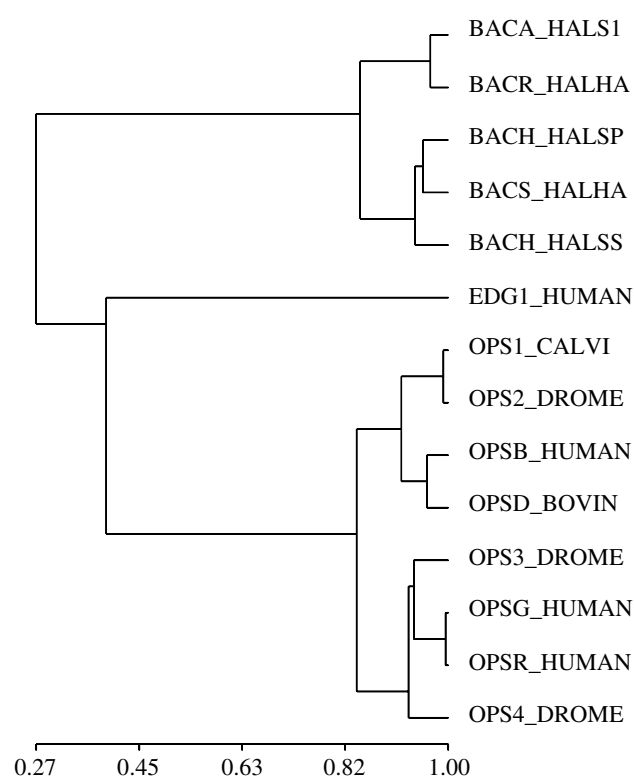 BACA_HALS1
BACR_HALHA
BACH_HALSP
BACS_HALHA
BACH_HALSS
EDG1_HUMAN
OPS1_CALVI
OPS2_DROME
OPSB_HUMAN
OPSD_BOVIN
OPS3_DROME
OPSG_HUMAN
OPSR_HUMAN
OPS4_DROME
0.27 0.45 0.63 0.82 1.00